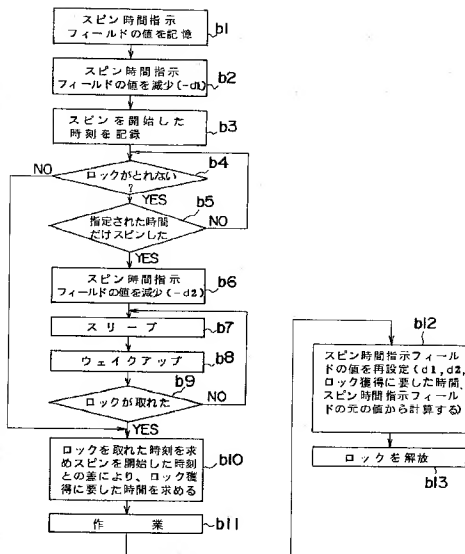 スピン時間指示
フィールドの値を記憶
b1
スピン時間指示
フィールドの値を減少(-d1)
b2
スピンを開始した
時刻を記録
b3
ロックがとれない
?
b4
NO
YES
指定された時間
だけスピンした
b5
NO
YES
スピン時間指示
フィールドの値を減少(-d2)
b6
スリープ
b7
ウェイクアップ
b8
ロックが取れた
b9
NO
YES
ロックを取れた時刻を求
めスピンを開始した時刻
との差により、ロック獲
得に要した時間を求める
b10
作 業
b11
b12
スピン時間指示フィール
ドの値を再設定(d1,d2,
ロック獲得に要した時間,
スピン時間指示フィール
ドの元の値から計算する)
ロックを解放
b13